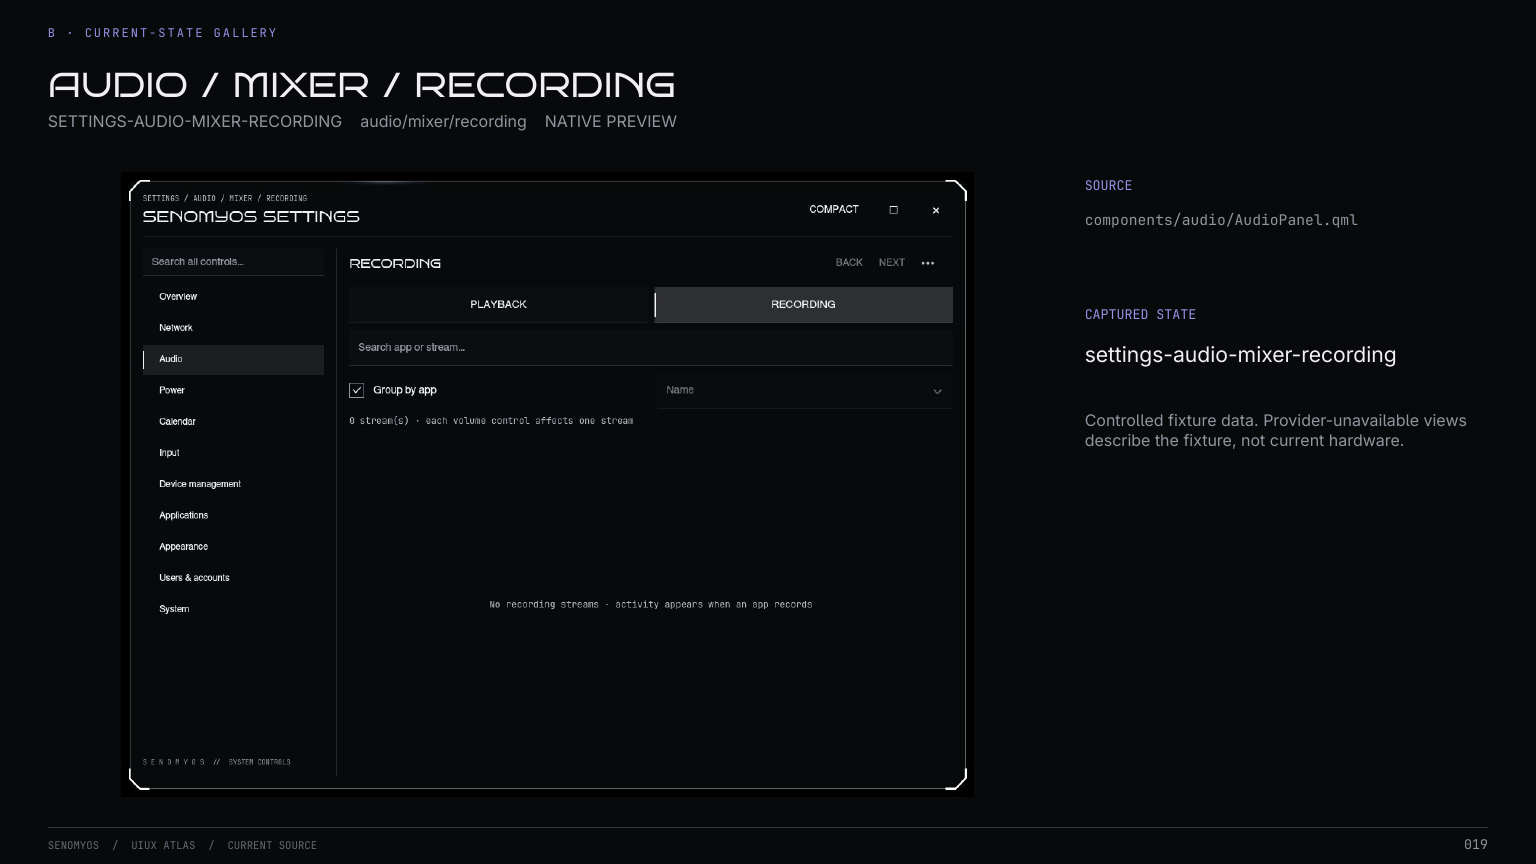 B · CURRENT-STATE GALLERY
AUDIO / MIXER / RECORDING
SETTINGS-AUDIO-MIXER-RECORDING audio/mixer/recording NATIVE PREVIEW
SETTINGS / AUDIO / MIXER / RECORDING
SENOMYOS SETTINGS
COMPACT
Search all controls...
Overview
Network
Audio
Power
Calendar
Input
Device management
Applications
Appearance
Users & accounts
System
SENOMYOS // SYSTEM CONTROLS
RECORDING
BACK NEXT •••
PLAYBACK RECORDING
Search app or stream...
Group by app Name
0 stream(s) · each volume control affects one stream
No recording streams · activity appears when an app records
SOURCE
components/audio/AudioPanel.qml
CAPTURED STATE
settings-audio-mixer-recording
Controlled fixture data. Provider-unavailable views
describe the fixture, not current hardware.
SENOMYOS / UIUX ATLAS / CURRENT SOURCE
019